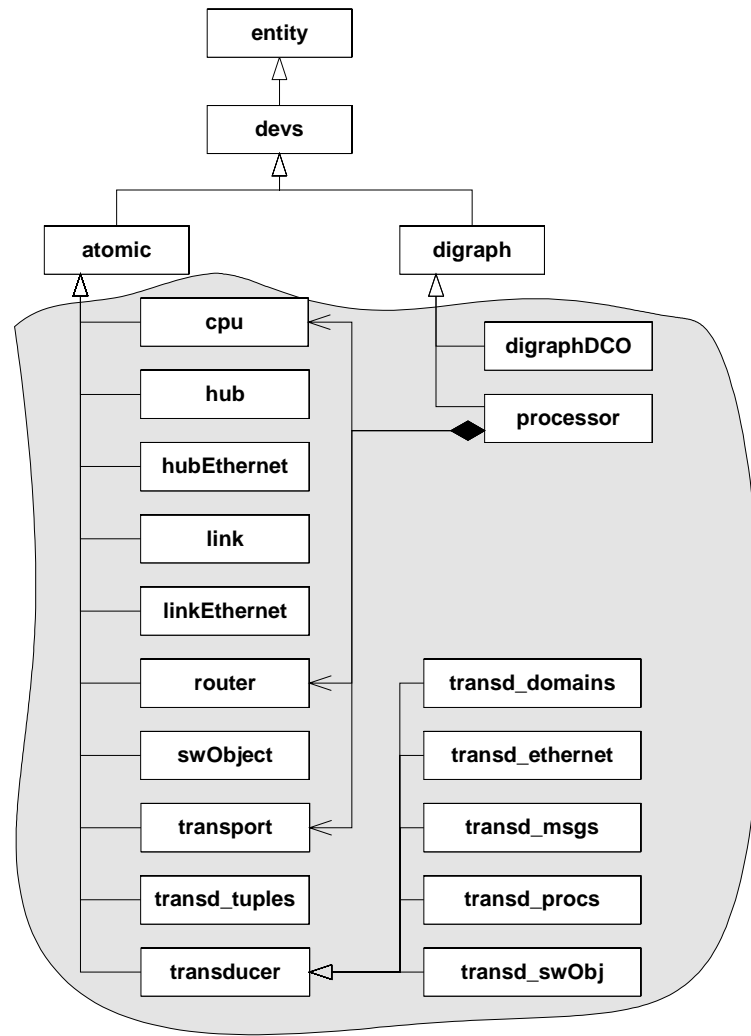 entity
devs
atomic
digraph
cpu
digraphDCO
hub
processor
hubEthernet
link
linkEthernet
router
transd_domains
swObject
transd_ethernet
transport
transd_msgs
transd_tuples
transd_procs
transducer
transd_swObj